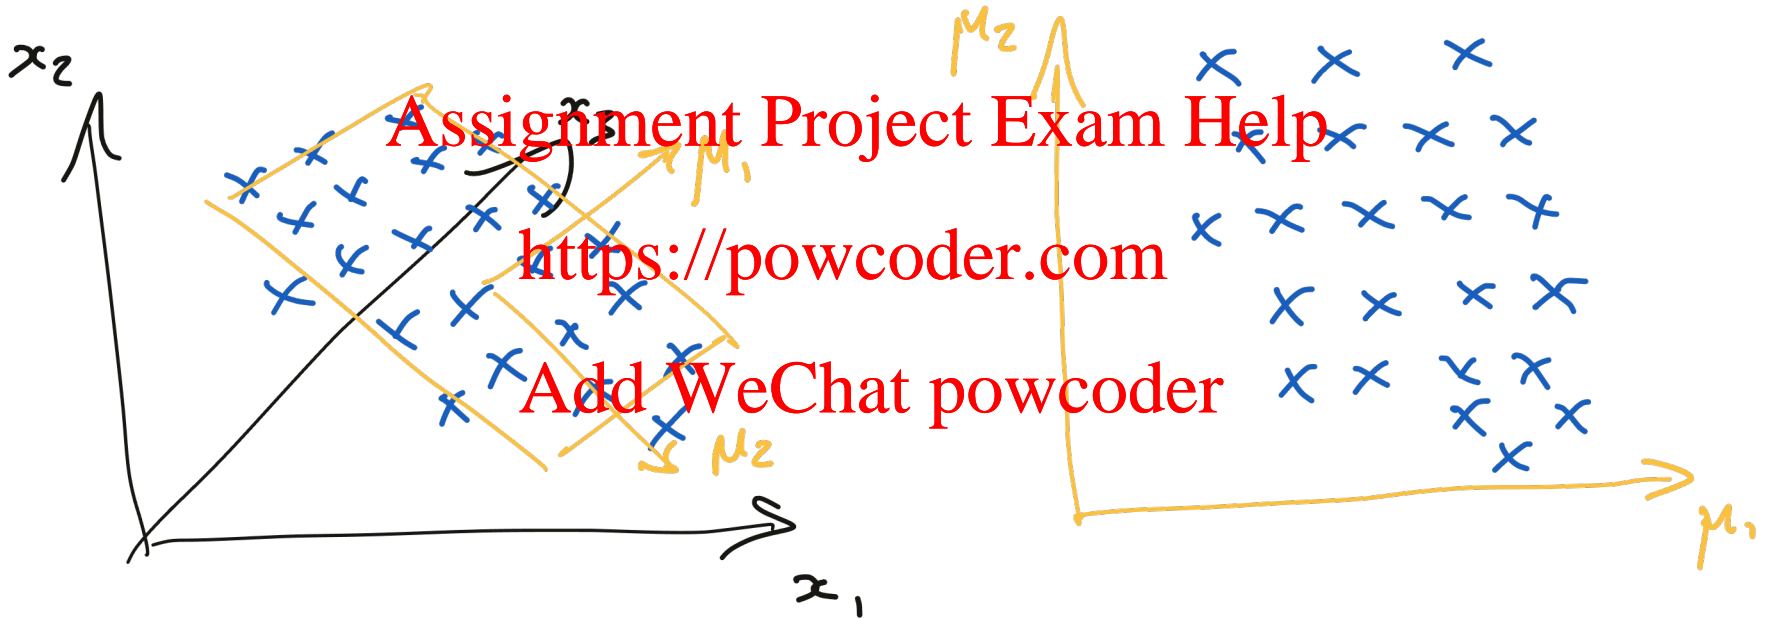 x₂
μ₂
x₃
Assignment Project Exam Help
μ₁
https://powcoder.com
Add WeChat powcoder
μ₂
μ₁
x₁